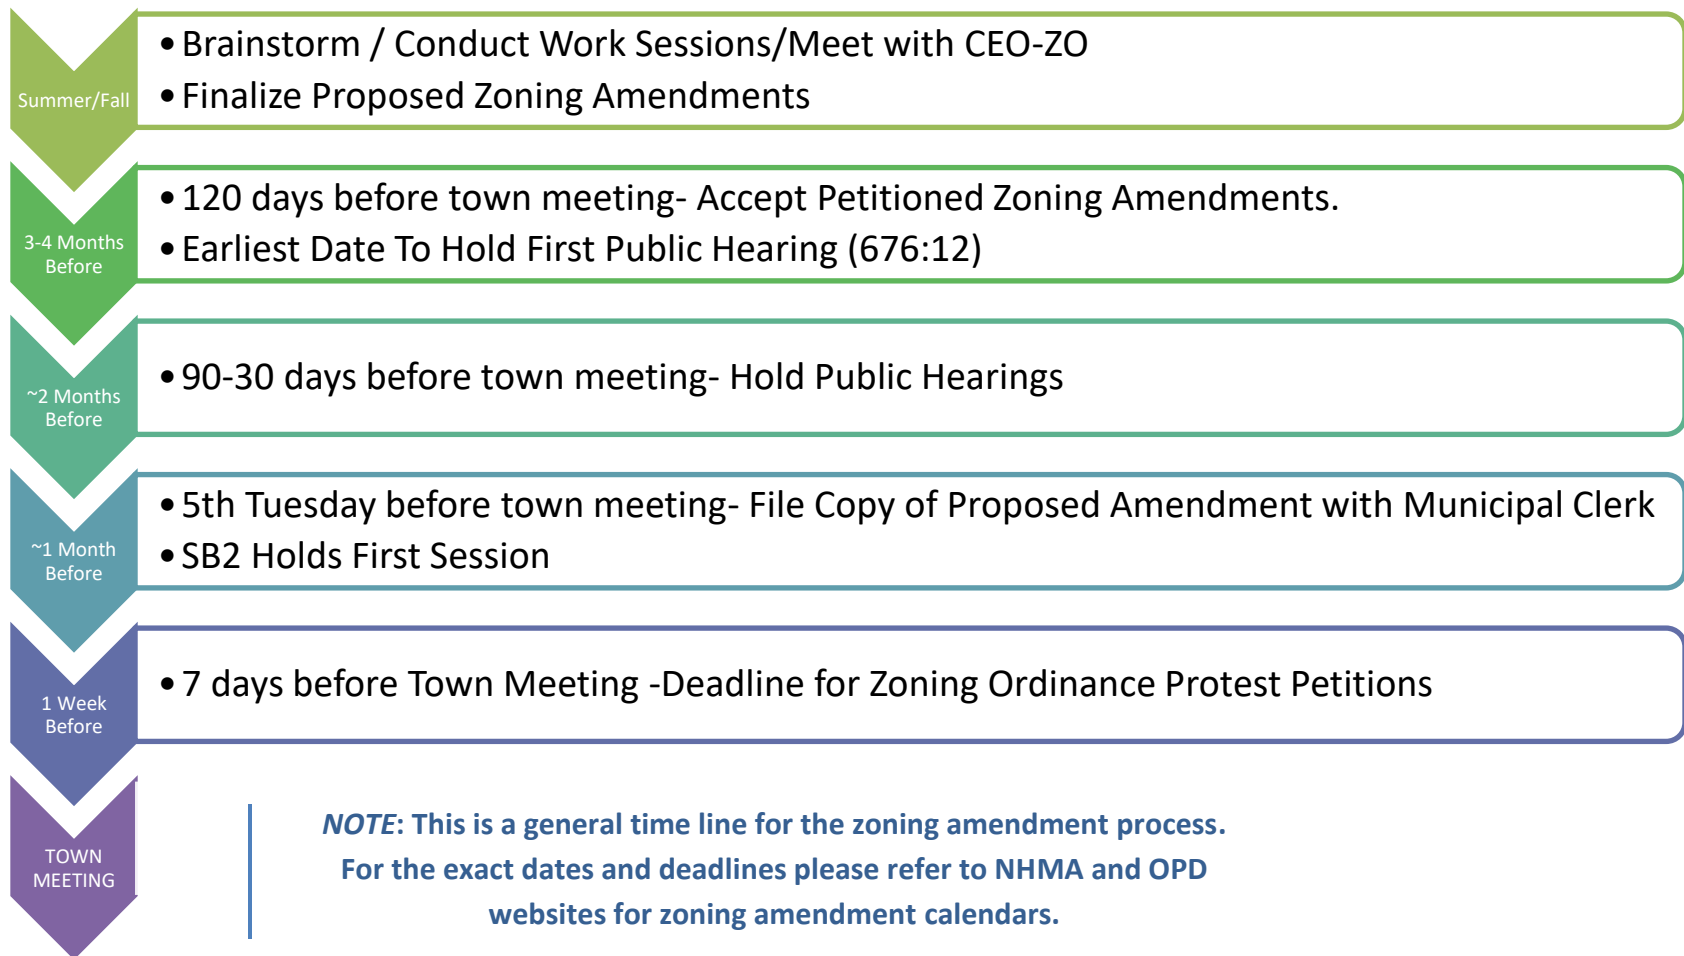 Summer/Fall
• Brainstorm / Conduct Work Sessions/Meet with CEO-ZO
• Finalize Proposed Zoning Amendments
3-4 Months
Before
• 120 days before town meeting- Accept Petitioned Zoning Amendments.
• Earliest Date To Hold First Public Hearing (676:12)
~2 Months
Before
• 90-30 days before town meeting- Hold Public Hearings
~1 Month
Before
• 5th Tuesday before town meeting- File Copy of Proposed Amendment with Municipal Clerk
• SB2 Holds First Session
1 Week
Before
• 7 days before Town Meeting -Deadline for Zoning Ordinance Protest Petitions
TOWN
MEETING
NOTE: This is a general time line for the zoning amendment process.
For the exact dates and deadlines please refer to NHMA and OPD
websites for zoning amendment calendars.